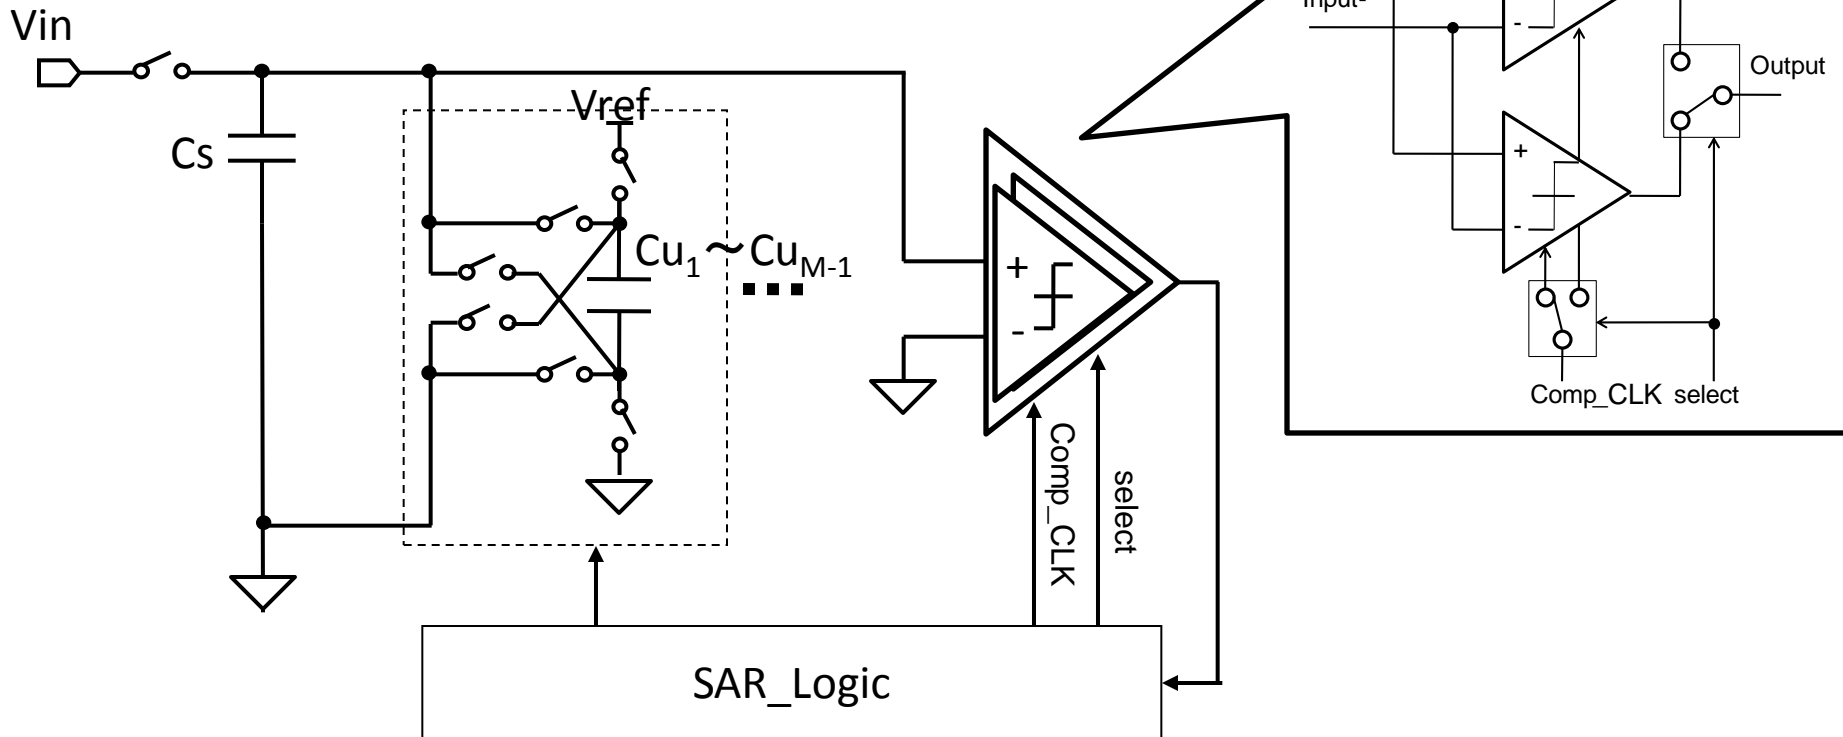 Vin
Input-
Output
Vref
Cs
+
-
Cu1～CuM-1
...
+
-
Comp_CLK select
Comp_CLK
select
SAR_Logic